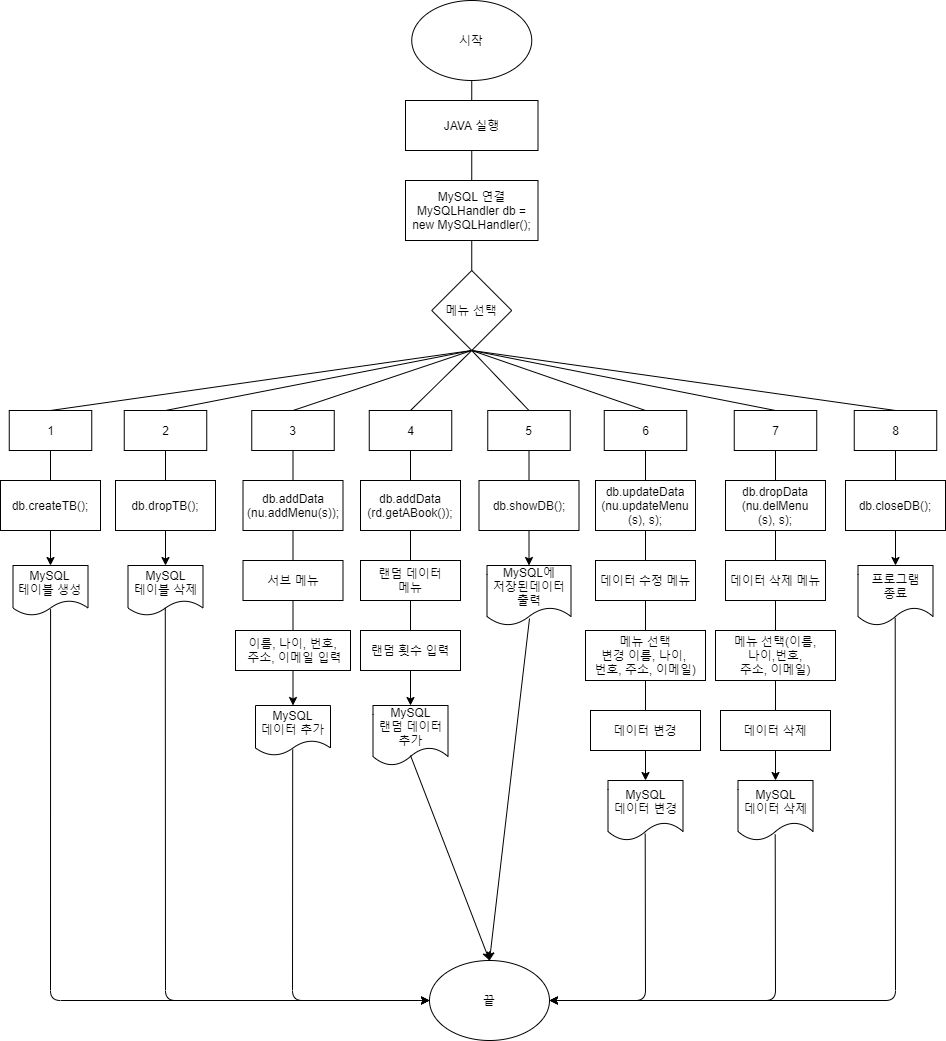 시작
JAVA 실행
MySQL 연결
MySQLHandler db =
new MySQLHandler();
메뉴 선택
1
2
3
4
5
6
7
8
db.createTB();
db.dropTB();
db.addData
(nu.addMenu(s));
db.addData
(rd.getABook());
db.showDB();
db.updateData
(nu.updateMenu
(s), s);
db.dropData
(nu.delMenu
(s), s);
db.closeDB();
MySQL
테이블 생성
MySQL
테이블 삭제
서브 메뉴
랜덤 데이터
메뉴
MySQL에
저장된데이터
출력
데이터 수정 메뉴
데이터 삭제 메뉴
프로그램
종료
이름, 나이, 번호,
주소, 이메일 입력
랜덤 횟수 입력
메뉴 선택
변경 이름, 나이,
번호, 주소, 이메일)
메뉴 선택(이름,
나이,번호,
주소, 이메일)
MySQL
데이터 추가
MySQL
랜덤 데이터
추가
데이터 변경
데이터 삭제
MySQL
데이터 변경
MySQL
데이터 삭제
끝